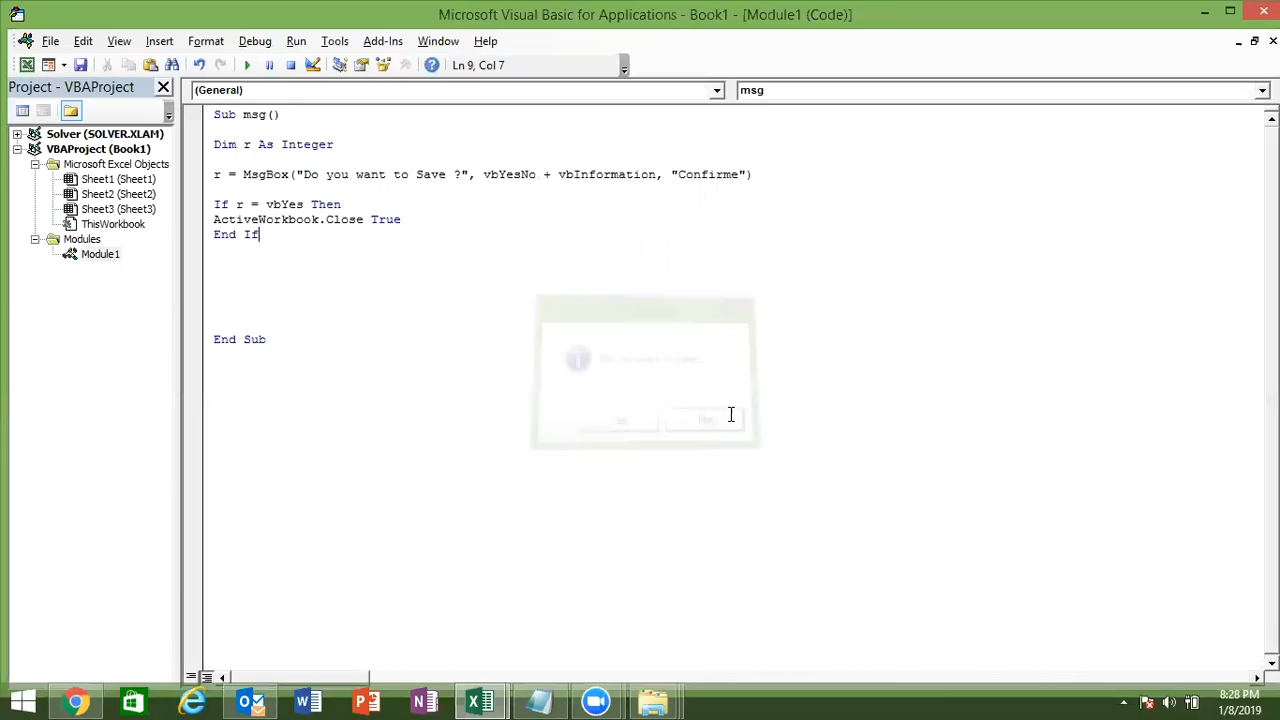 Microsoft Visual Basic for Applications - Book1 - [Module1 (Code)]
File Edit View Insert Format Debug Run Tools Add-Ins Window Help
Ln 9, Col 7
Project - VBAProject
(General)
msg
Solver (SOLVER.XLAM)
VBAProject (Book1)
Microsoft Excel Objects
Sheet1 (Sheet1)
Sheet2 (Sheet2)
Sheet3 (Sheet3)
ThisWorkbook
Modules
Module1
Sub msg()
Dim r As Integer
r = MsgBox("Do you want to Save ?", vbYesNo + vbInformation, "Confirme")
If r = vbYes Then
ActiveWorkbook.Close True
End If
End Sub
8:28 PM
1/8/2019